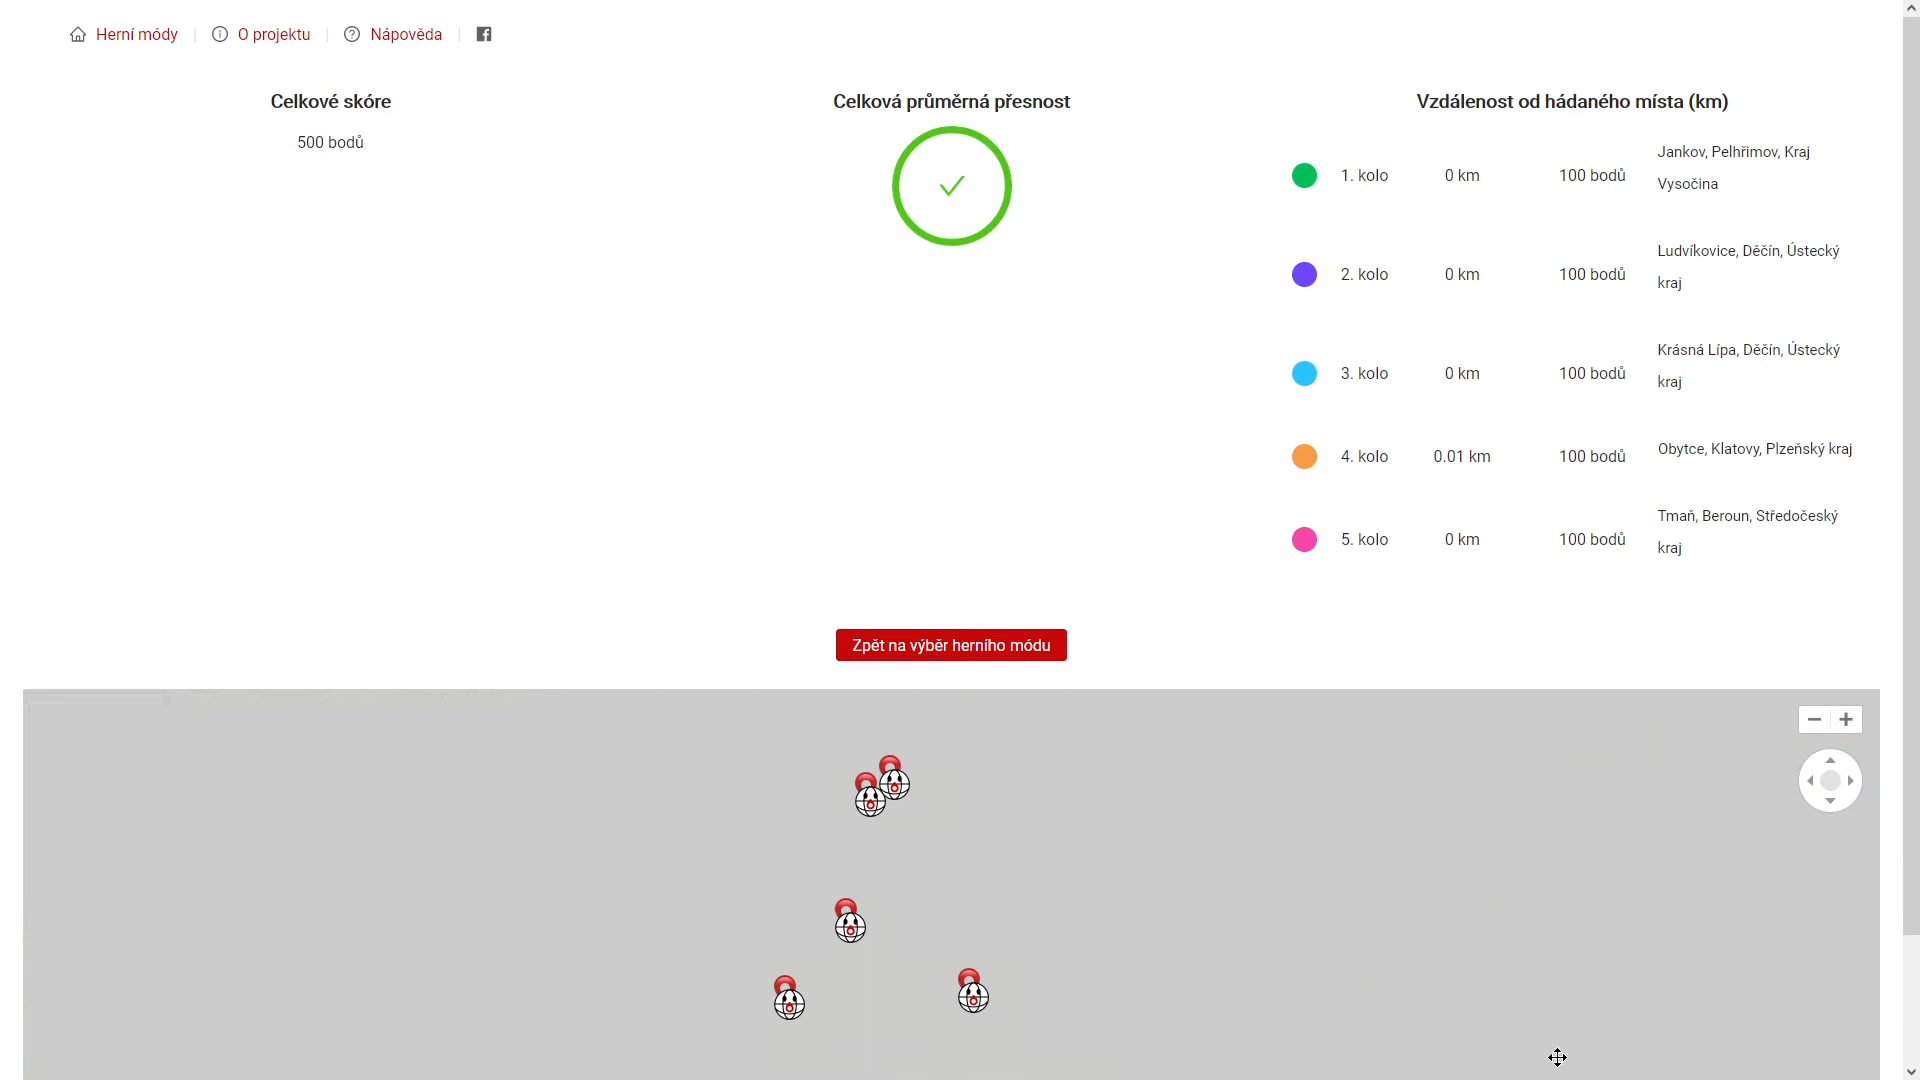 Herní módy
O projektu
Nápověda
Celkové skóre
500 bodů
Celková průměrná přesnost
Vzdálenost od hádaného místa (km)
1. kolo 0 km 100 bodů Jankov, Pelhřimov, Kraj
Vysočina
2. kolo 0 km 100 bodů Ludvíkovice, Děčín, Ústecký
kraj
3. kolo 0 km 100 bodů Krásná Lípa, Děčín, Ústecký
kraj
4. kolo 0.01 km 100 bodů Obytce, Klatovy, Plzeňský kraj
5. kolo 0 km 100 bodů Tmaň, Beroun, Středočeský
kraj
Zpět na výběr herního módu